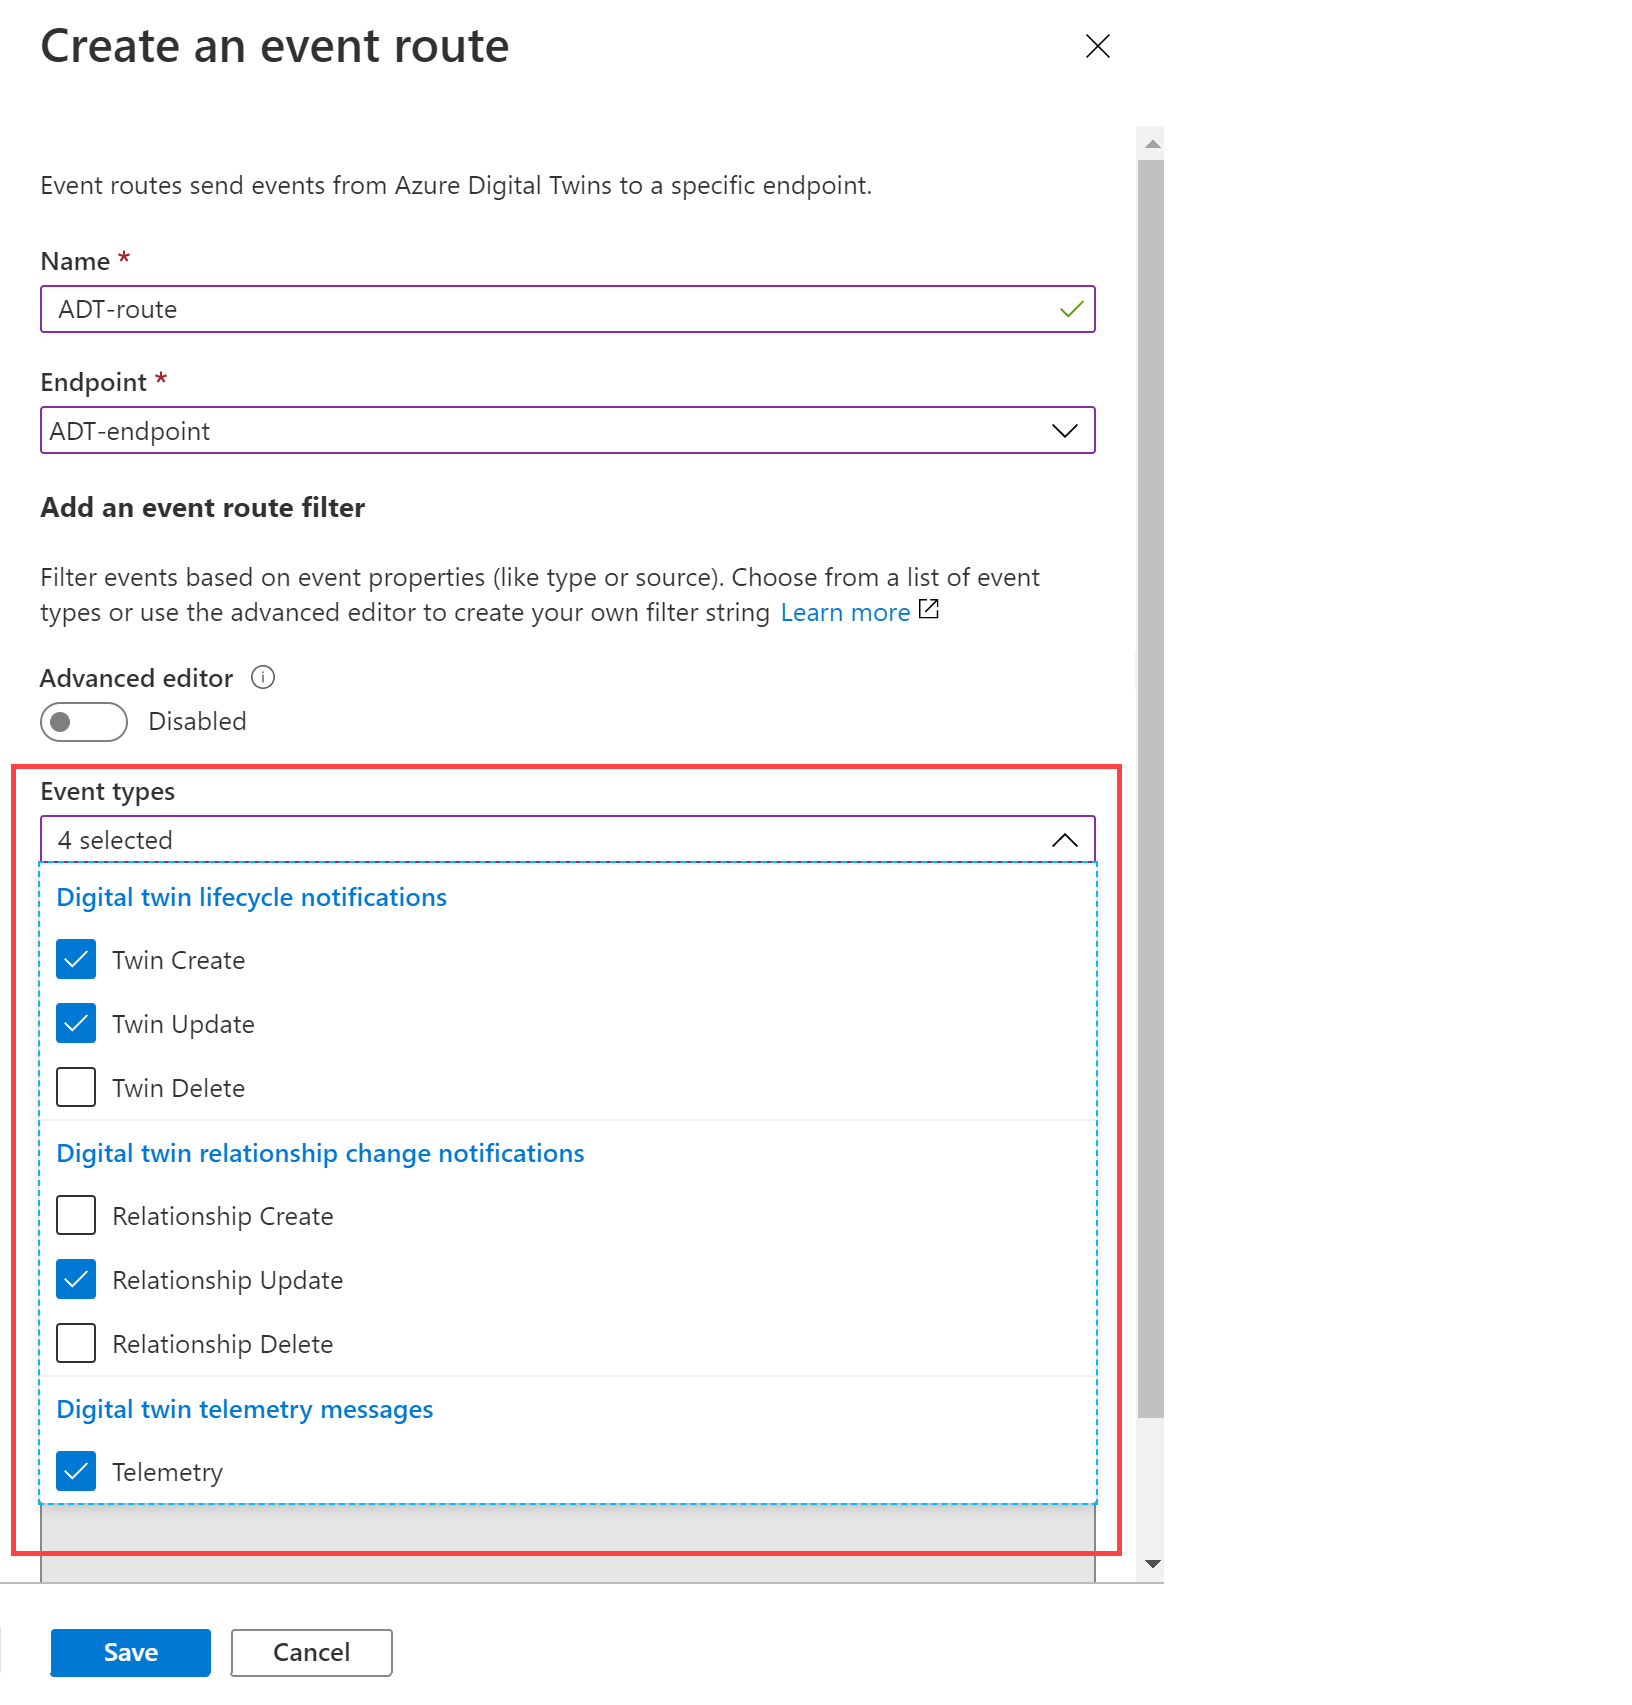 Create an event route
Event routes send events from Azure Digital Twins to a specific endpoint.
Name *
ADT-route
Endpoint *
ADT-endpoint
Add an event route filter
Filter events based on event properties (like type or source). Choose from a list of event
types or use the advanced editor to create your own filter string Learn more
Advanced editor
Disabled
Event types
4 selected
Digital twin lifecycle notifications
Twin Create
Twin Update
Twin Delete
Digital twin relationship change notifications
Relationship Create
Relationship Update
Relationship Delete
Digital twin telemetry messages
Telemetry
Save Cancel